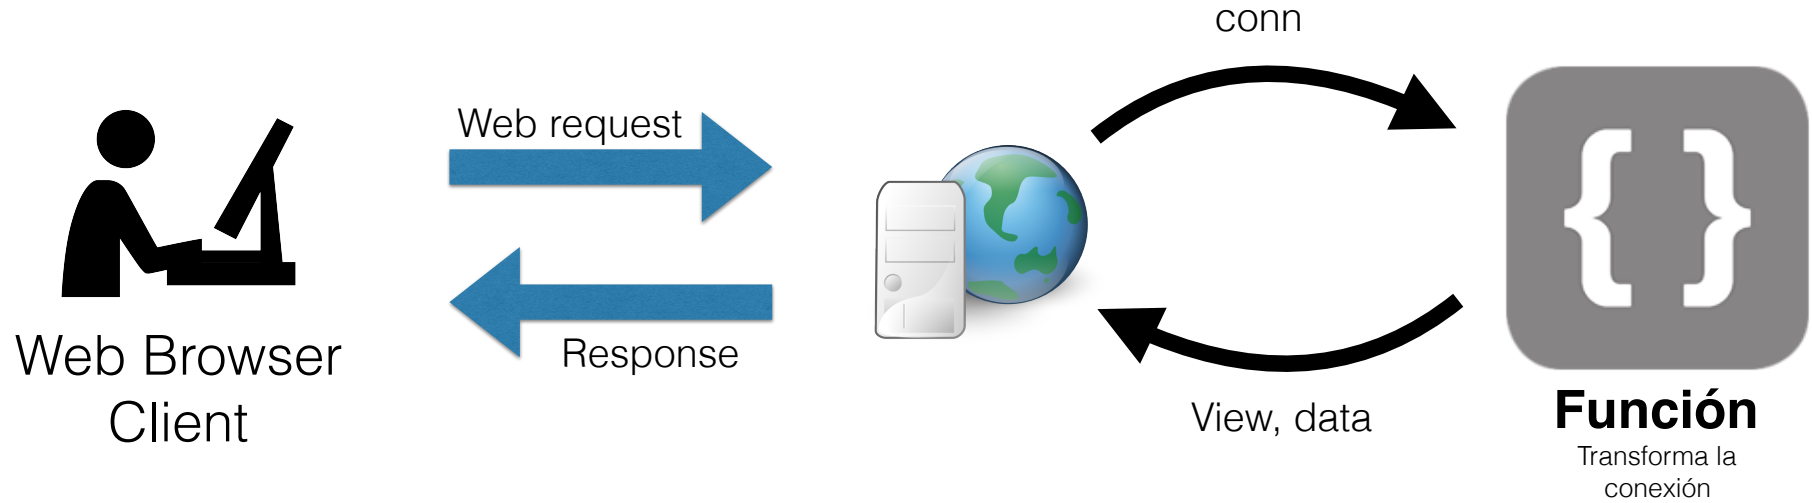 conn
Web request
Response
Web Browser
Client
View, data
Función
Transforma la
conexión